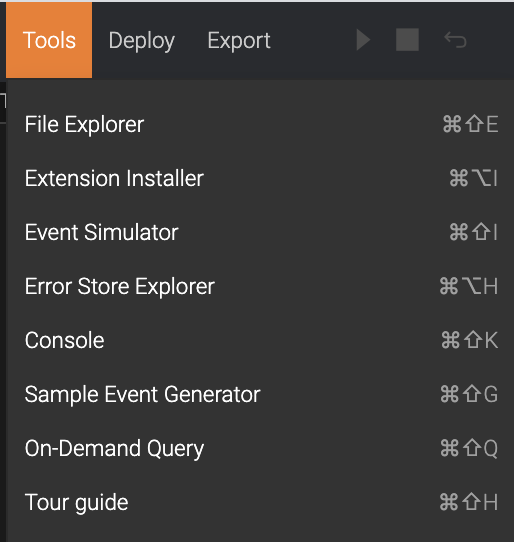 Tools Deploy Export
File Explorer ⌘⇧E
Extension Installer ⌘⌥I
Event Simulator ⌘⇧I
Error Store Explorer ⌘⌥H
Console ⌘⇧K
Sample Event Generator ⌘⇧G
On-Demand Query ⌘⇧Q
Tour guide ⌘⇧H